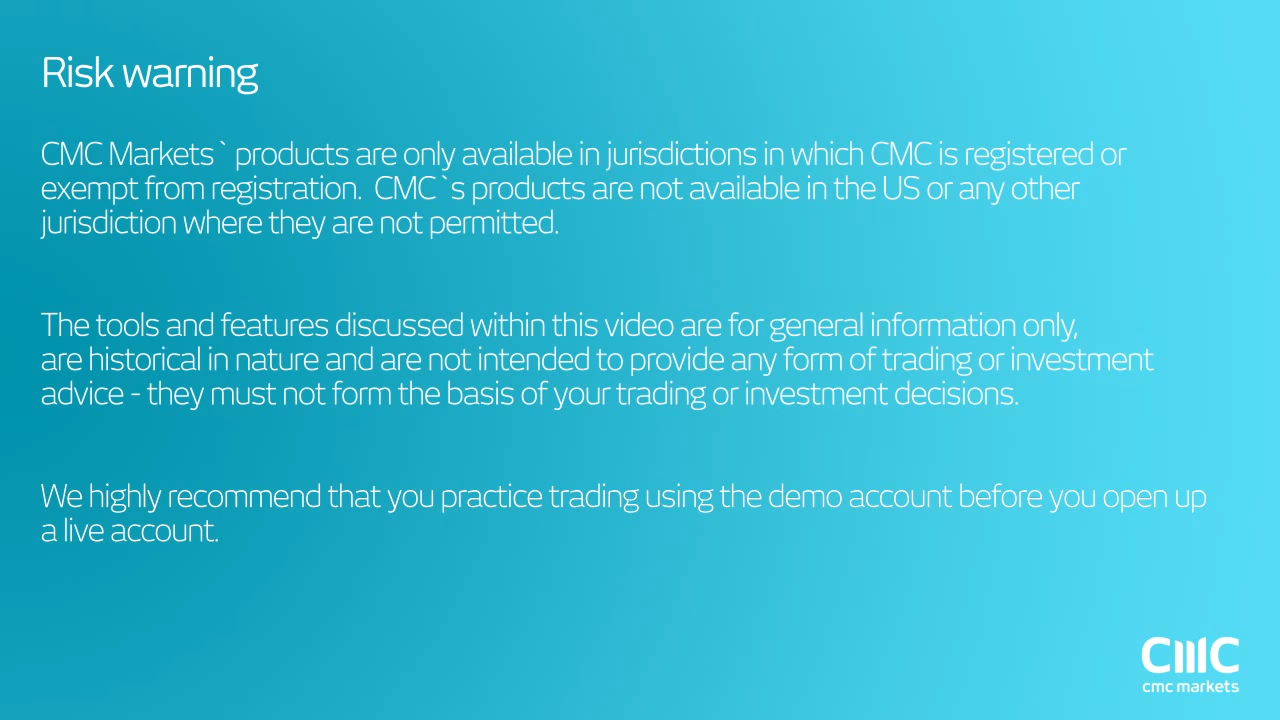 Risk warning
CMC Markets` products are only available in jurisdictions in which CMC is registered or
exempt from registration.  CMC`s products are not available in the US or any other
jurisdiction where they are not permitted.
The tools and features discussed within this video are for general information only,
are historical in nature and are not intended to provide any form of trading or investment
advice - they must not form the basis of your trading or investment decisions.
We highly recommend that you practice trading using the demo account before you open up
a live account.
CMC
cmc markets